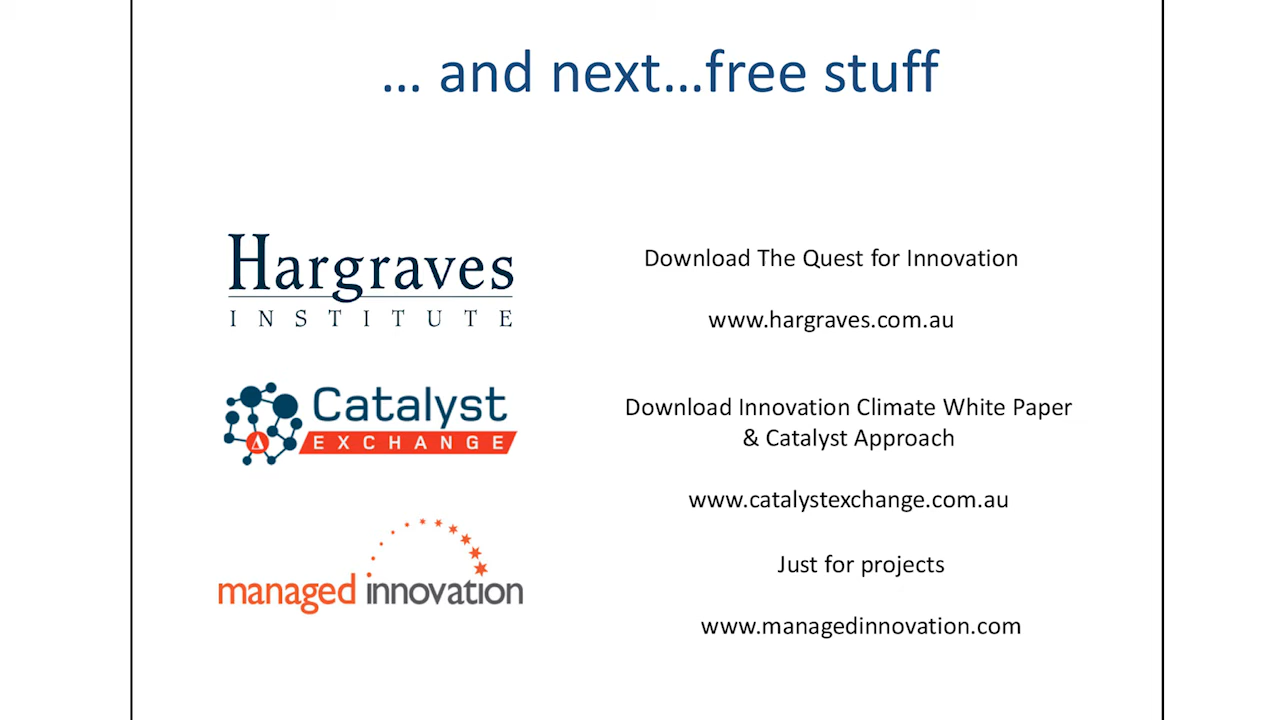 ... and next...free stuff
Hargraves
INSTITUTE
Download The Quest for Innovation
www.hargraves.com.au
Catalyst
EXCHANGE
Download Innovation Climate White Paper
& Catalyst Approach
www.catalystexchange.com.au
managed innovation
Just for projects
www.managedinnovation.com